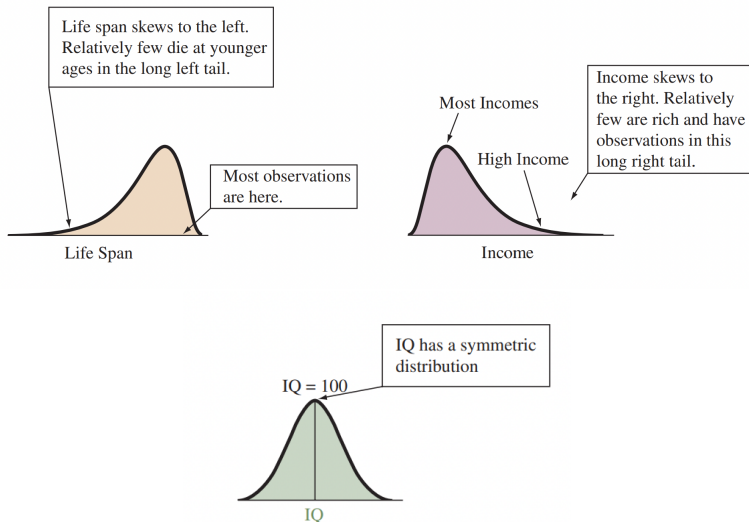 Life span skews to the left.
Relatively few die at younger
ages in the long left tail.
Most observations
are here.
Life Span
Income skews to
the right. Relatively
few are rich and have
observations in this
long right tail.
Most Incomes
High Income
Income
IQ has a symmetric
distribution
IQ = 100
IQ